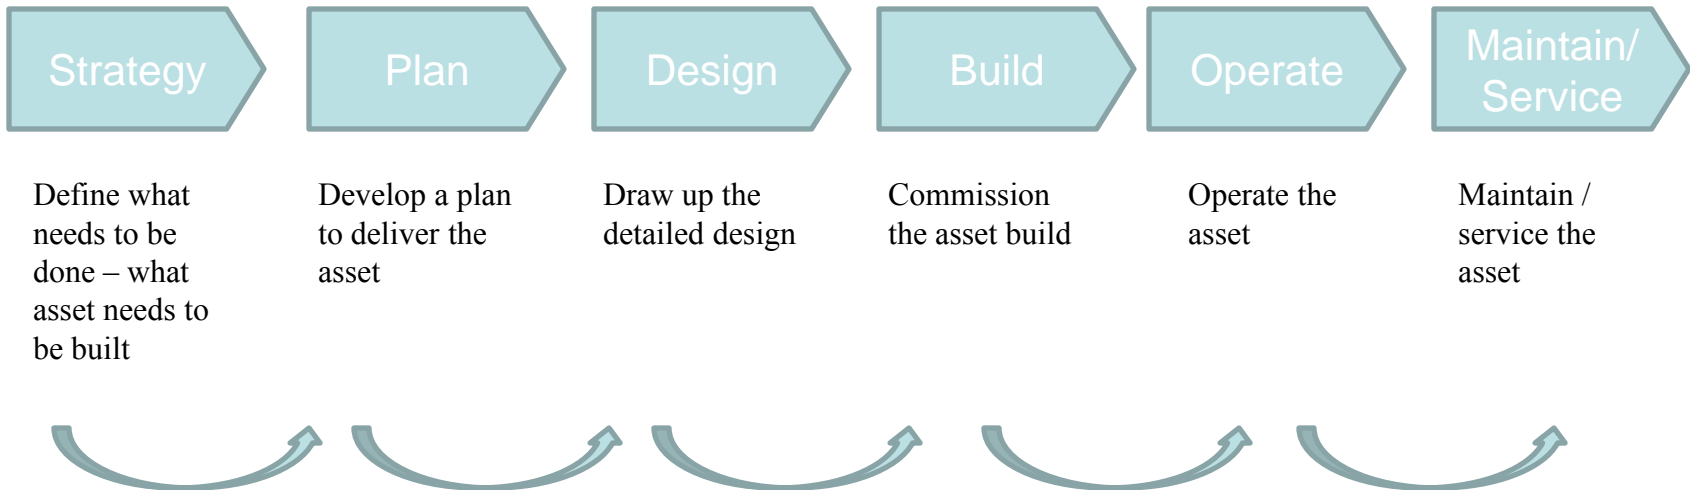 Strategy
Plan
Design
Build
Operate
Maintain/
Service
Define what
needs to be
done – what
asset needs to
be built
Develop a plan
to deliver the
asset
Draw up the
detailed design
Commission
the asset build
Operate the
asset
Maintain /
service the
asset